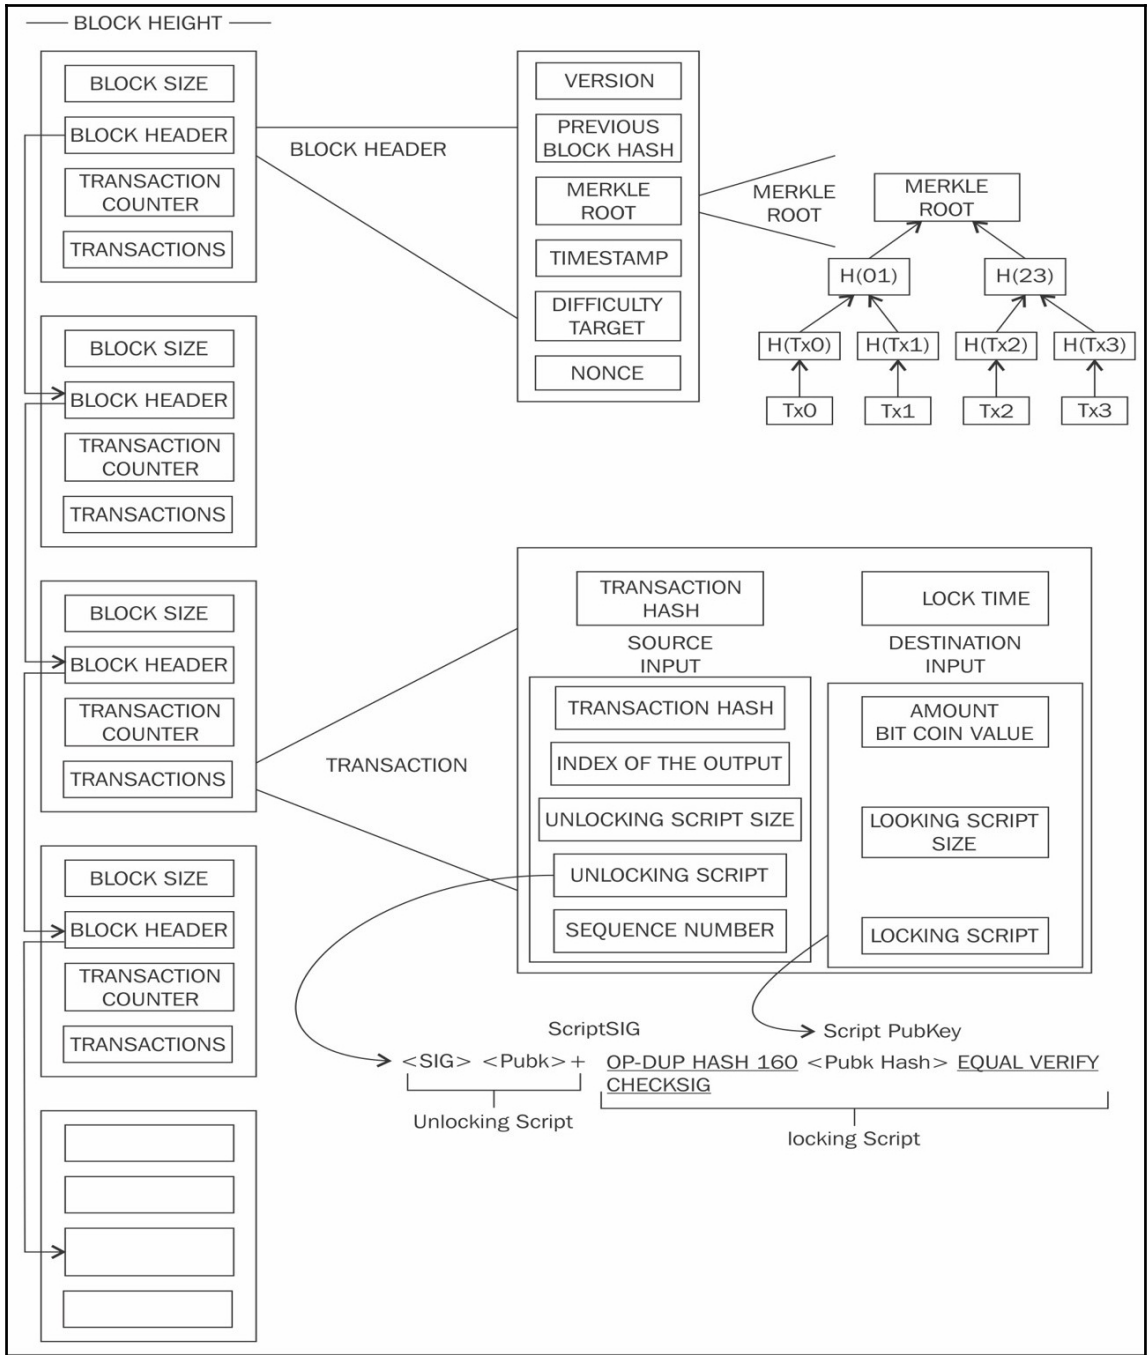 BLOCK HEIGHT
BLOCK SIZE
BLOCK HEADER
TRANSACTION
COUNTER
TRANSACTIONS
BLOCK HEADER
VERSION
PREVIOUS
BLOCK HASH
MERKLE
ROOT
TIMESTAMP
DIFFICULTY
TARGET
NONCE
MERKLE
ROOT
MERKLE
ROOT
H(01)
H(23)
H(Tx0)
H(Tx1)
H(Tx2)
H(Tx3)
Tx0
Tx1
Tx2
Tx3
BLOCK SIZE
BLOCK HEADER
TRANSACTION
COUNTER
TRANSACTIONS
BLOCK SIZE
BLOCK HEADER
TRANSACTION
COUNTER
TRANSACTIONS
TRANSACTION
TRANSACTION
HASH
LOCK TIME
SOURCE
INPUT
TRANSACTION HASH
INDEX OF THE OUTPUT
UNLOCKING SCRIPT SIZE
UNLOCKING SCRIPT
SEQUENCE NUMBER
DESTINATION
INPUT
AMOUNT
BIT COIN VALUE
LOOKING SCRIPT
SIZE
LOCKING SCRIPT
BLOCK SIZE
BLOCK HEADER
TRANSACTION
COUNTER
TRANSACTIONS
ScriptSIG
Script PubKey
<SIG> <Pubk>+ OP-DUP HASH 160 <Pubk Hash> EQUAL VERIFY
CHECKSIG
Unlocking Script
locking Script